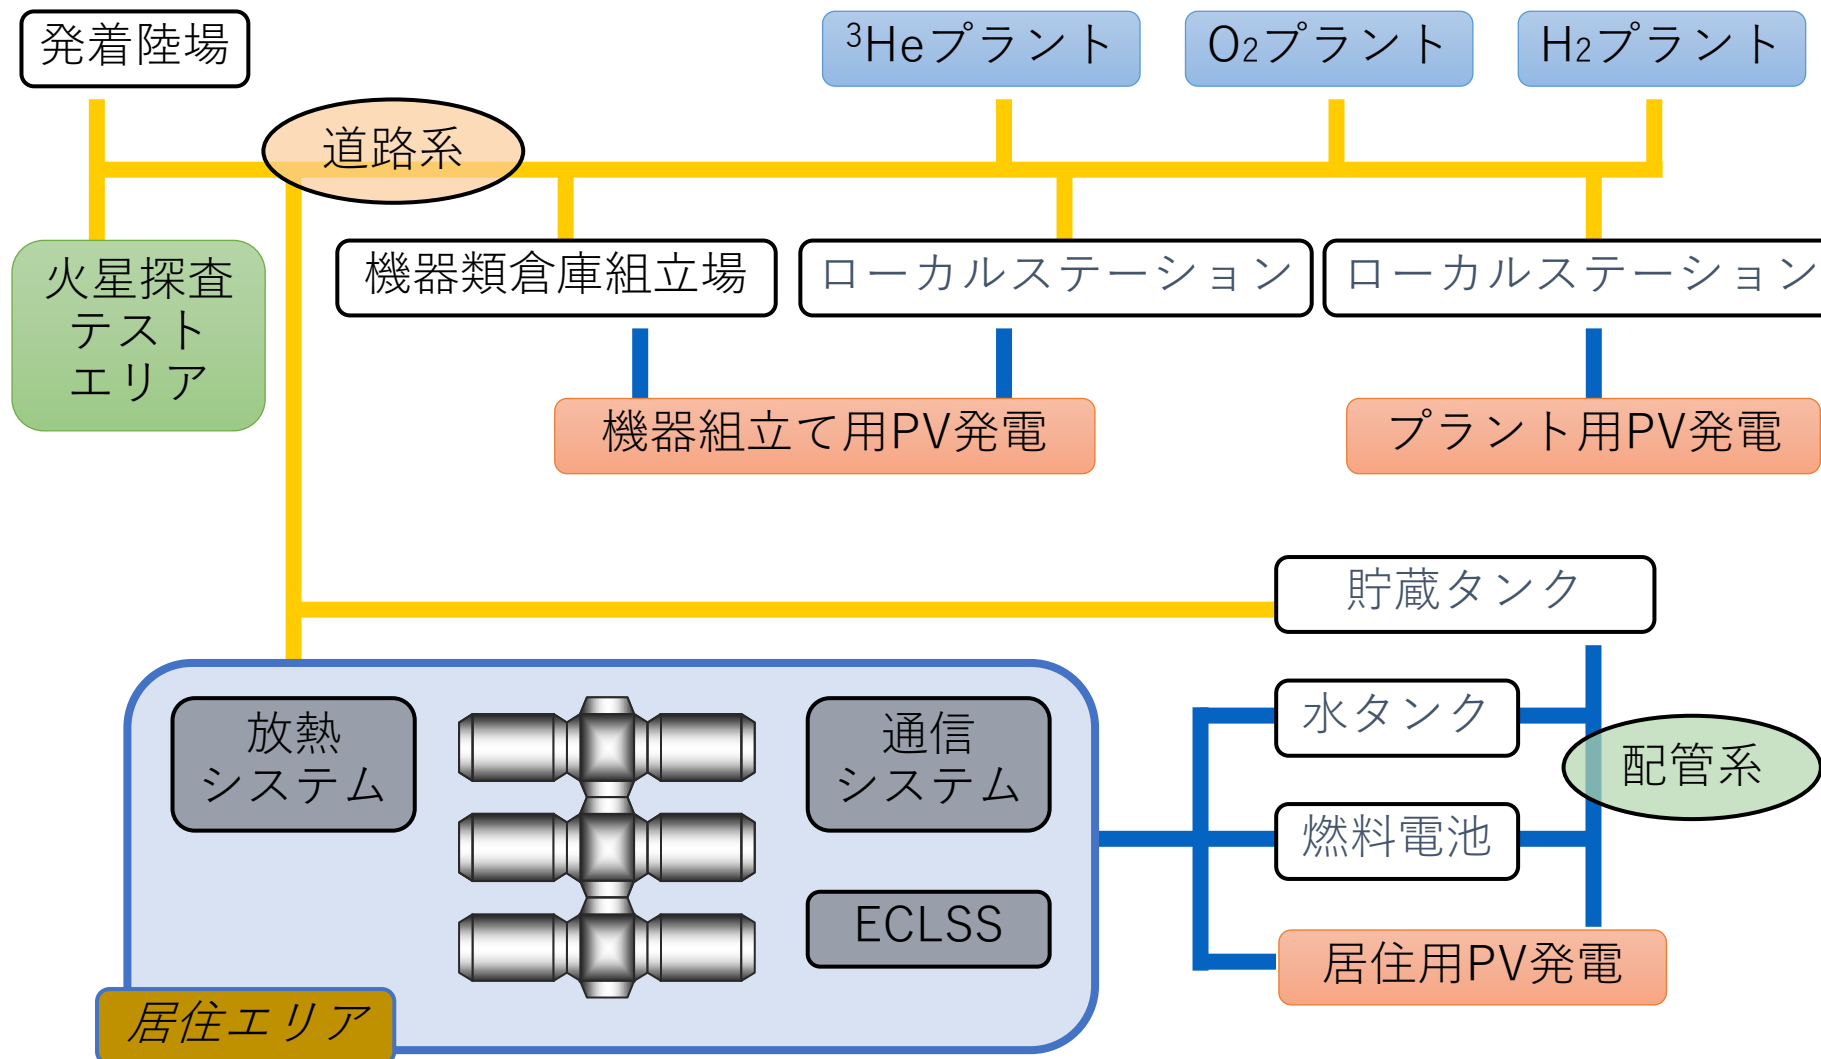 発着陸場
³Heプラント
O₂プラント
H₂プラント
道路系
火星探査
テスト
エリア
機器類倉庫組立場
ローカルステーション
ローカルステーション
機器組立て用PV発電
プラント用PV発電
貯蔵タンク
放熱
システム
通信
システム
水タンク
配管系
燃料電池
ECLSS
居住用PV発電
居住エリア